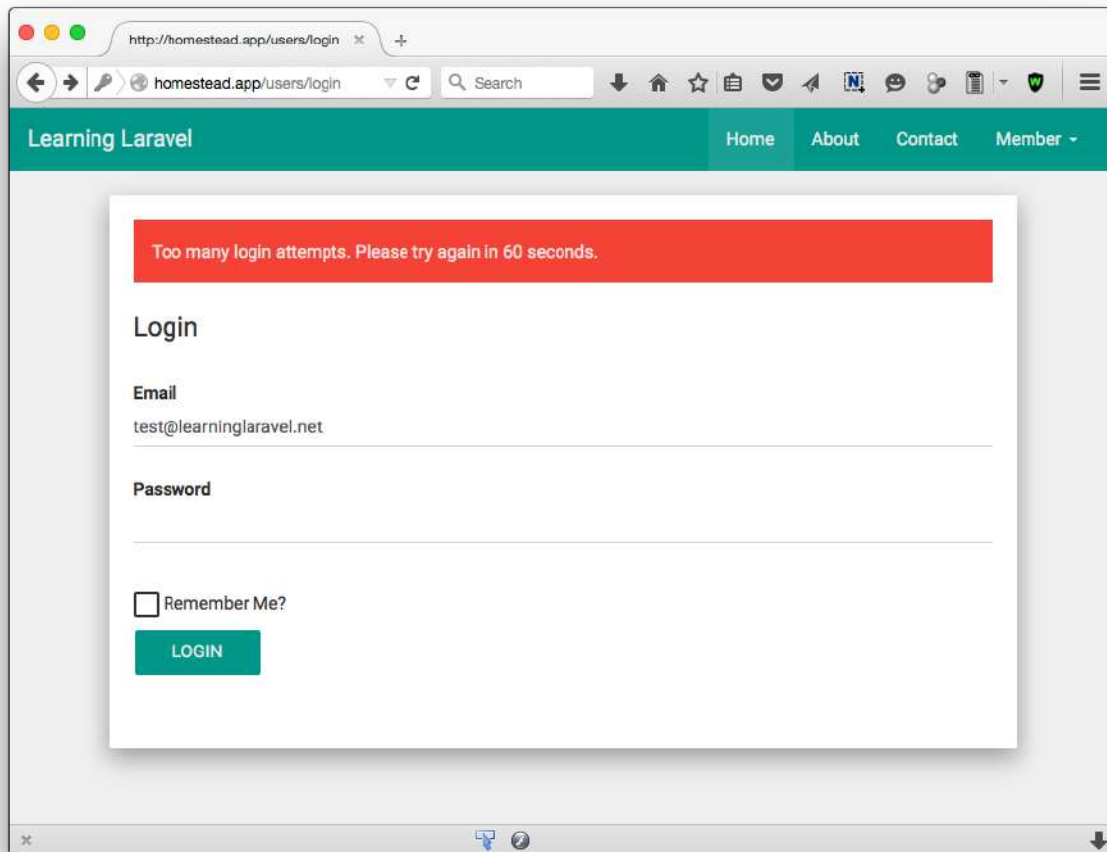 http://homestead.app/users/login
homestead.app/users/login
Search
Learning Laravel
Home
About
Contact
Member
Too many login attempts. Please try again in 60 seconds.
Login
Email
test@learninglaravel.net
Password
Remember Me?
LOGIN